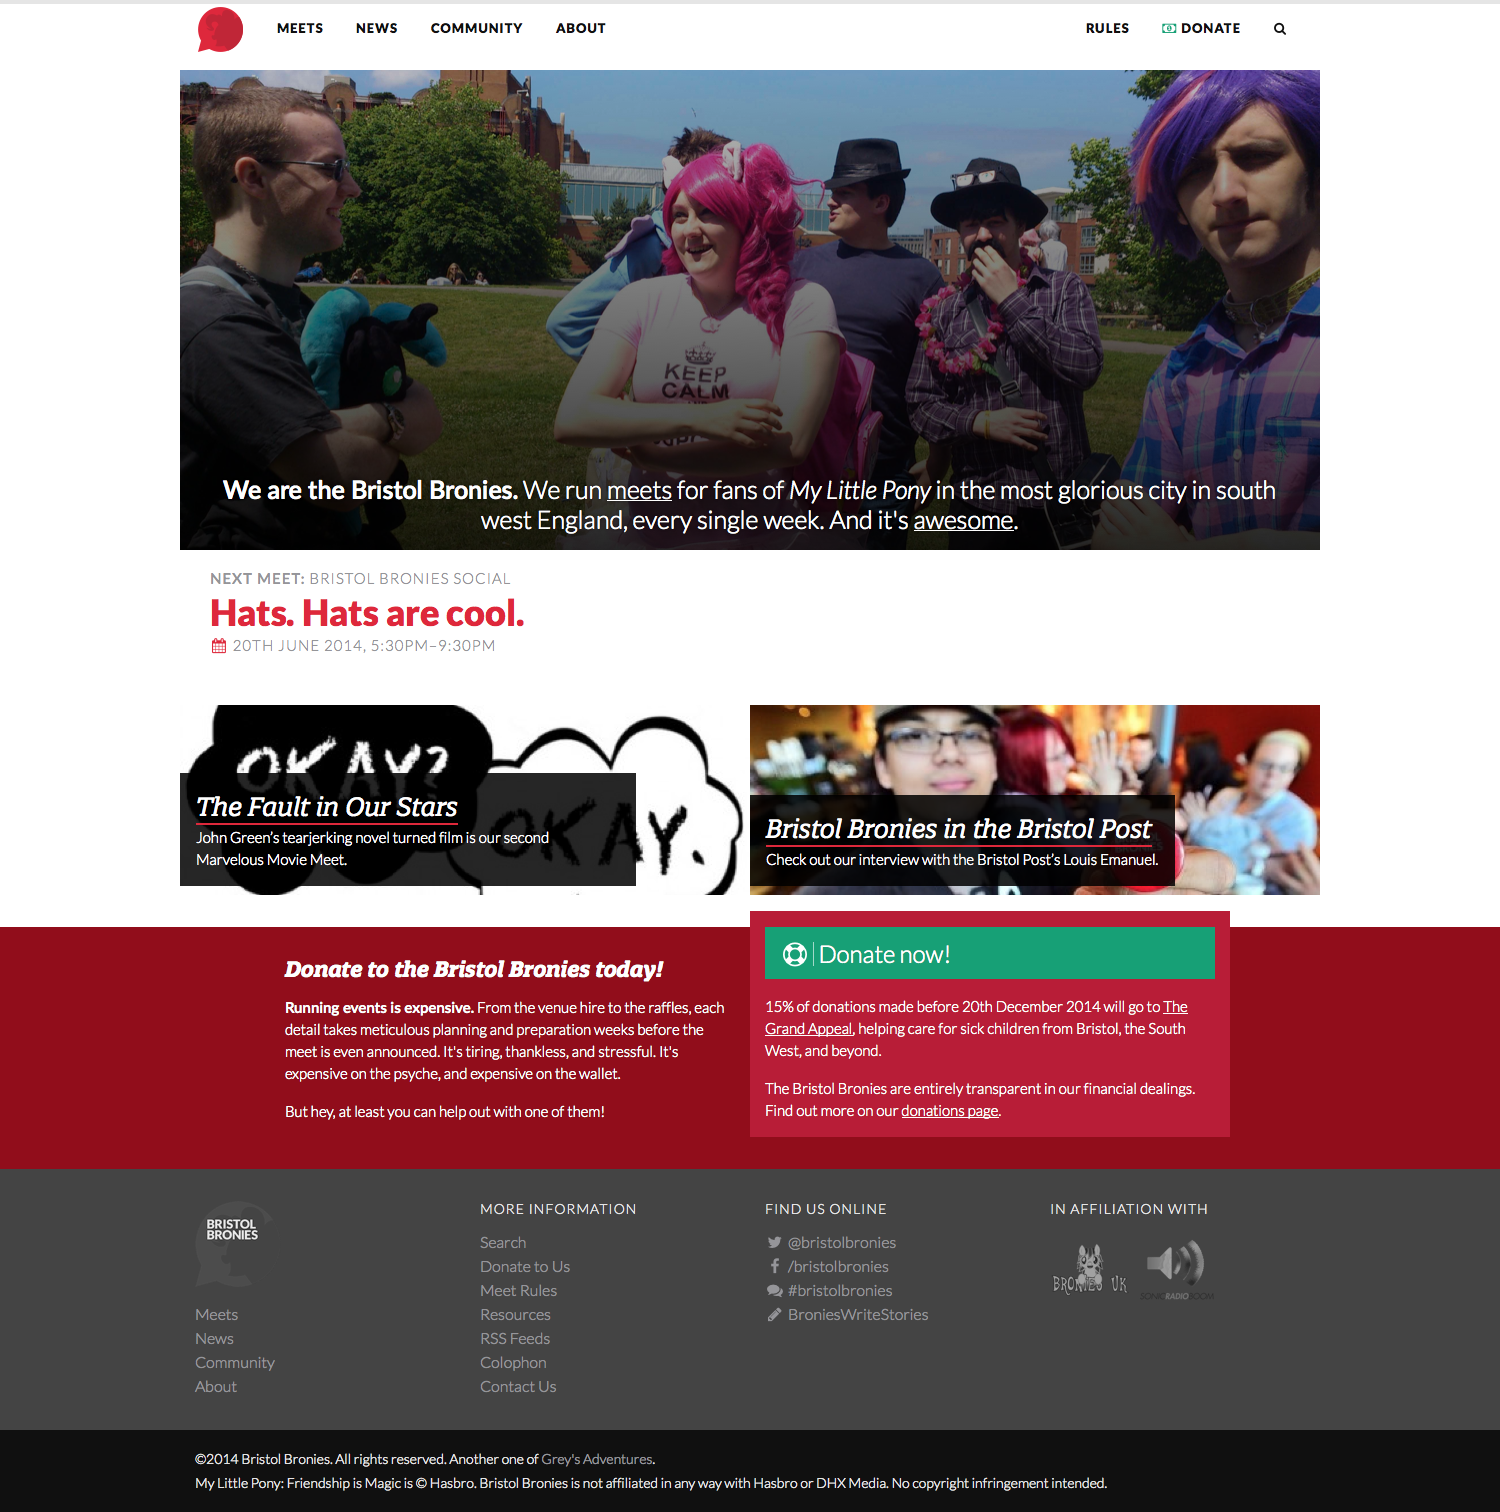 MEETS NEWS COMMUNITY ABOUT RULES DONATE
KEEP
CALM
We are the Bristol Bronies. We run meets for fans of My Little Pony in the most glorious city in south
west England, every single week. And it's awesome.
NEXT MEET: BRISTOL BRONIES SOCIAL
Hats. Hats are cool.
20TH JUNE 2014, 5:30PM–9:30PM
OKAY?
OKAY.
The Fault in Our Stars
John Green’s tearjerking novel turned film is our second
Marvelous Movie Meet.
Bristol Bronies in the Bristol Post
Check out our interview with the Bristol Post’s Louis Emanuel.
Donate to the Bristol Bronies today!
Running events is expensive. From the venue hire to the raffles, each
detail takes meticulous planning and preparation weeks before the
meet is even announced. It's tiring, thankless, and stressful. It's
expensive on the psyche, and expensive on the wallet.
But hey, at least you can help out with one of them!
Donate now!
15% of donations made before 20th December 2014 will go to The
Grand Appeal, helping care for sick children from Bristol, the South
West, and beyond.
The Bristol Bronies are entirely transparent in our financial dealings.
Find out more on our donations page.
BRISTOL
BRONIES
Meets
News
Community
About
MORE INFORMATION
Search
Donate to Us
Meet Rules
Resources
RSS Feeds
Colophon
Contact Us
FIND US ONLINE
@bristolbronies
/bristolbronies
#bristolbronies
BroniesWriteStories
IN AFFILIATION WITH
BRONIES UK
SONICRADIOBOOM
©2014 Bristol Bronies. All rights reserved. Another one of Grey's Adventures.
My Little Pony: Friendship is Magic is © Hasbro. Bristol Bronies is not affiliated in any way with Hasbro or DHX Media. No copyright infringement intended.